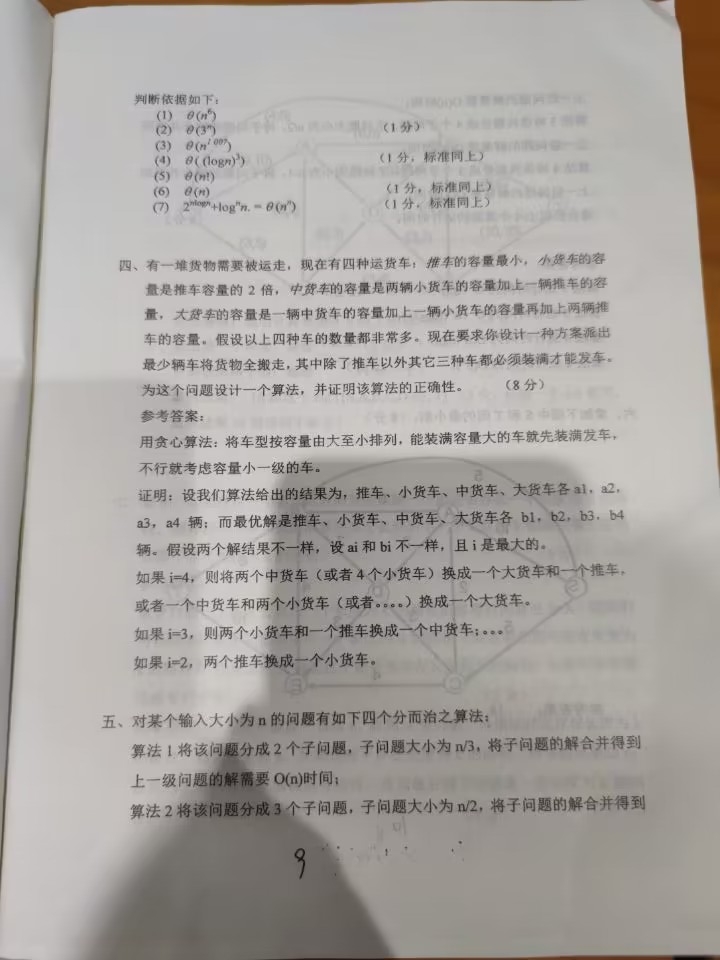 判断依据如下:
(1) θ(n⁶)
(2) θ(3ⁿ) (1分)
(3)
(4) θ((logn)³) (1分,标准同上)
(5) θ(n!)
(6) θ(n) (1分,标准同上)
(7) 2ⁿˡᵒᵍⁿ+logⁿn. = θ(nⁿ) (1分,标准同上)
四、有一堆货物需要被运走,现在有四种运货车:推车的容量最小,小货车的容
量是推车容量的 2 倍,中货车的容量是两辆小货车的容量加上一辆推车的容
量,大货车的容量是一辆中货车的容量加上一辆小货车的容量再加上两辆推
车的容量。假设以上四种车的数量都非常多。现在要求你设计一种方案派出
最少辆车将货物全搬走,其中除了推车以外其它三种车都必须装满才能发车。
为这个问题设计一个算法,并证明该算法的正确性。 (8分)
参考答案:
用贪心算法:将车型按容量由大至小排列,能装满容量大的车就先装满发车,
不行就考虑容量小一级的车。
证明:设我们算法给出的结果为,推车、小货车、中货车、大货车各 a1, a2,
a3, a4 辆;而最优解是推车、小货车、中货车、大货车各 b1, b2, b3, b4
辆。假设两个解结果不一样,设 ai 和 bi 不一样,且 i 是最大的。
如果 i=4,则将两个中货车(或者 4 个小货车)换成一个大货车和一个推车,
或者一个中货车和两个小货车(或者。。。。)换成一个大货车。
如果 i=3,则两个小货车和一个推车换成一个中货车;。。。
如果 i=2,两个推车换成一个小货车。
五、对某个输入大小为 n 的问题有如下四个分而治之算法:
算法 1 将该问题分成 2 个子问题,子问题大小为 n/3,将子问题的解合并得到
上一级问题的解需要 O(n)时间;
算法 2 将该问题分成 3 个子问题,子问题大小为 n/2,将子问题的解合并得到
9